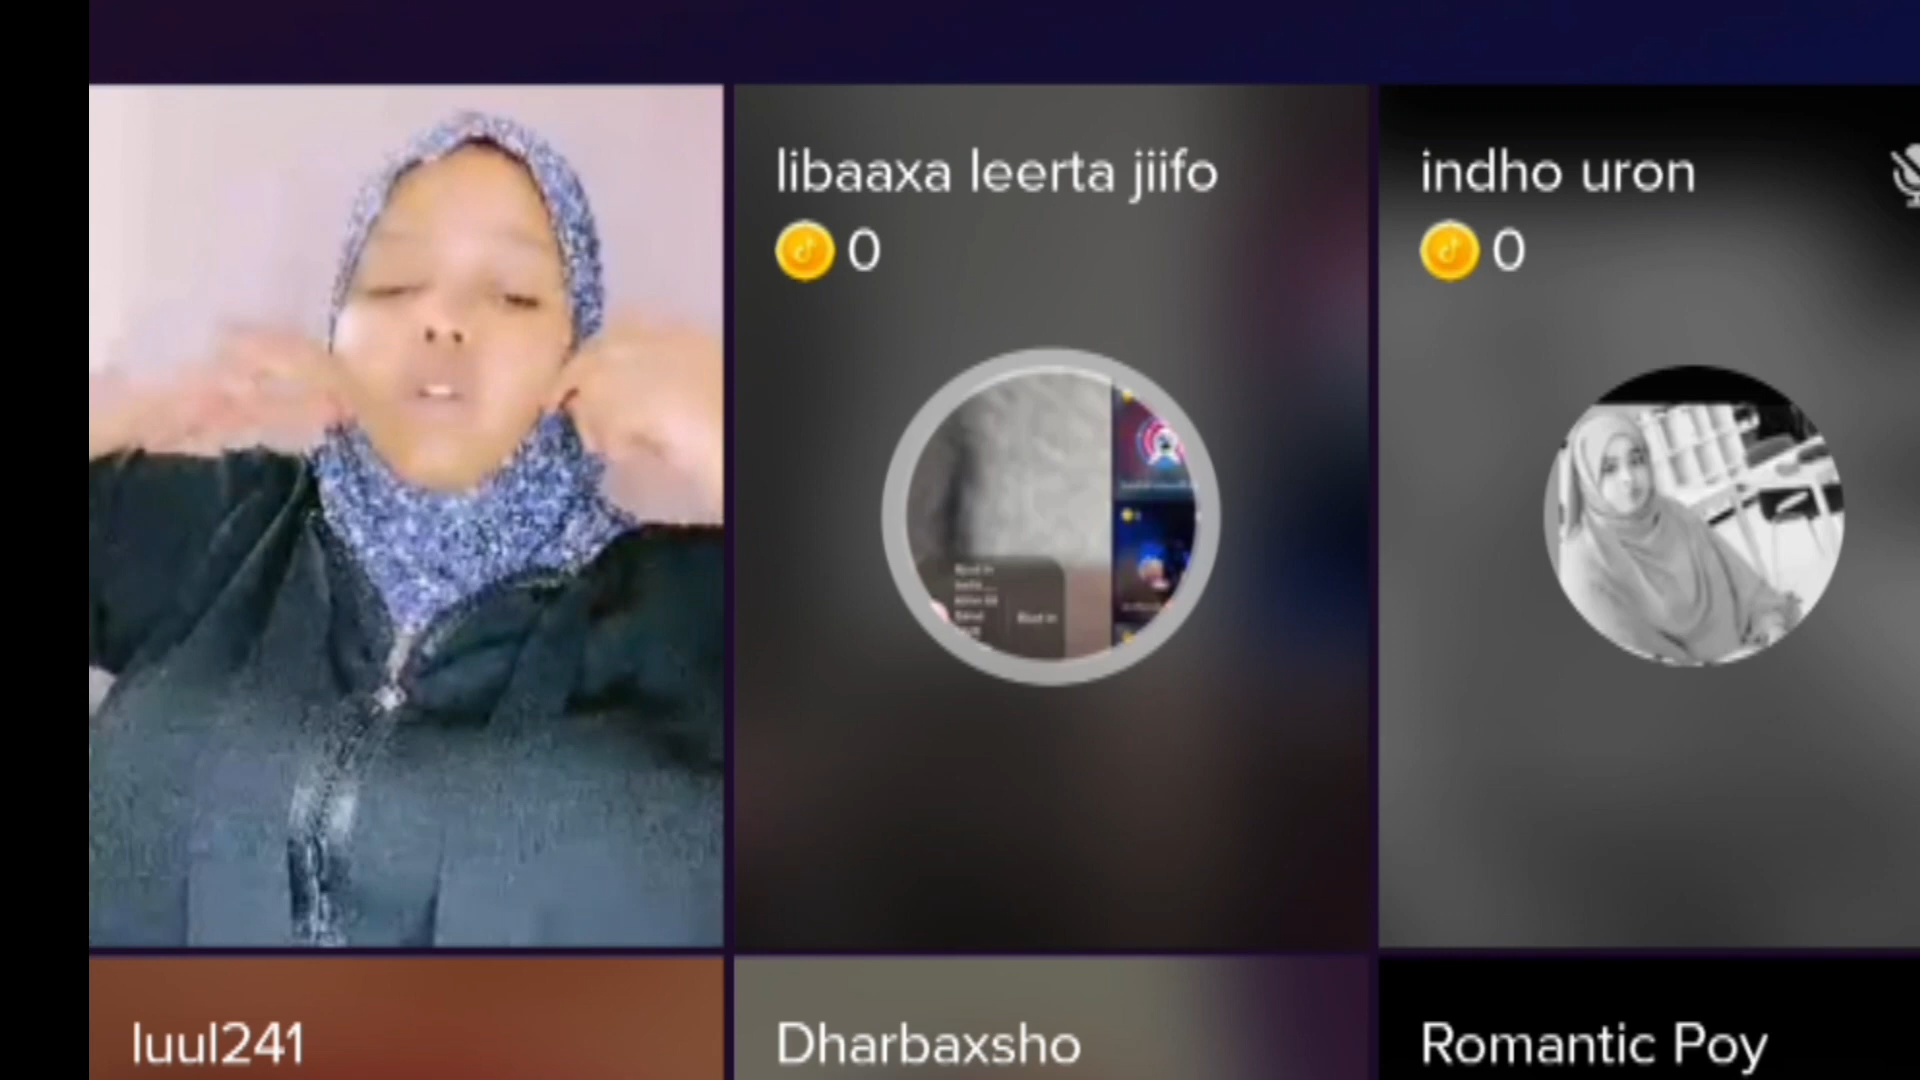 libaaxa leerta jiifo
0
indho uron
0
luul241
Dharbaxsho
Romantic Poy